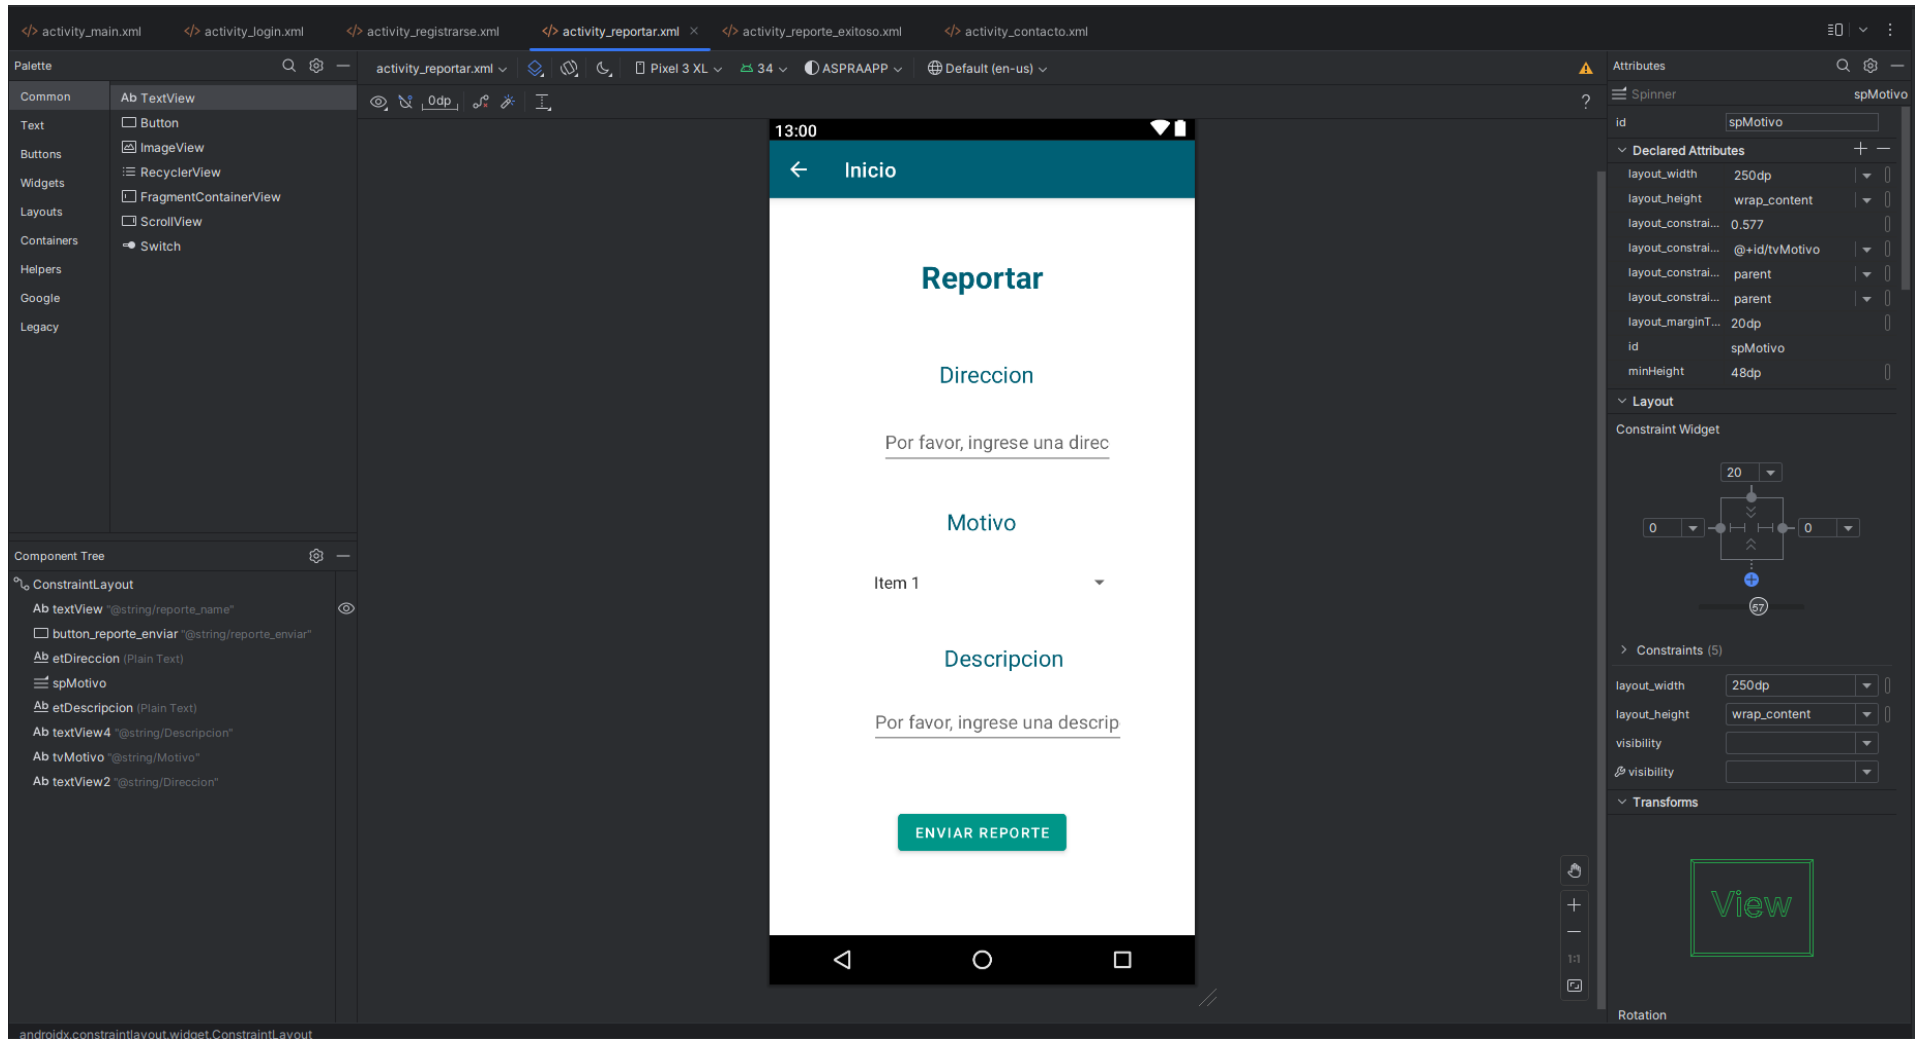 activity_main.xml
activity_login.xml
activity_registrarse.xml
activity_reportar.xml
activity_reporte_exitoso.xml
activity_contacto.xml
Palette
Common
Text
Buttons
Widgets
Layouts
Containers
Helpers
Google
Legacy
Ab TextView
Button
ImageView
RecyclerView
FragmentContainerView
ScrollView
Switch
activity_reportar.xml
Pixel 3 XL
34
ASPRAAPP
Default (en-us)
0dp
?
Component Tree
ConstraintLayout
Ab textView "@string/reporte_name"
button_reporte_enviar "@string/reporte_enviar"
Ab etDireccion (Plain Text)
spMotivo
Ab etDescripcion (Plain Text)
Ab textView4 "@string/Descripcion"
Ab tvMotivo "@string/Motivo"
Ab textView2 "@string/Direccion"
androidx.constraintlayout.widget.ConstraintLayout
13:00
Inicio
Reportar
Direccion
Por favor, ingrese una direc
Motivo
Item 1
Descripcion
Por favor, ingrese una descrip
ENVIAR REPORTE
1:1
Attributes
Spinner spMotivo
id spMotivo
Declared Attributes
layout_width 250dp
layout_height wrap_content
layout_constrai... 0.577
layout_constrai... @+id/tvMotivo
layout_constrai... parent
layout_constrai... parent
layout_marginT... 20dp
id spMotivo
minHeight 48dp
Layout
Constraint Widget
20
0 0
57
Constraints (5)
layout_width 250dp
layout_height wrap_content
visibility
visibility
Transforms
View
Rotation